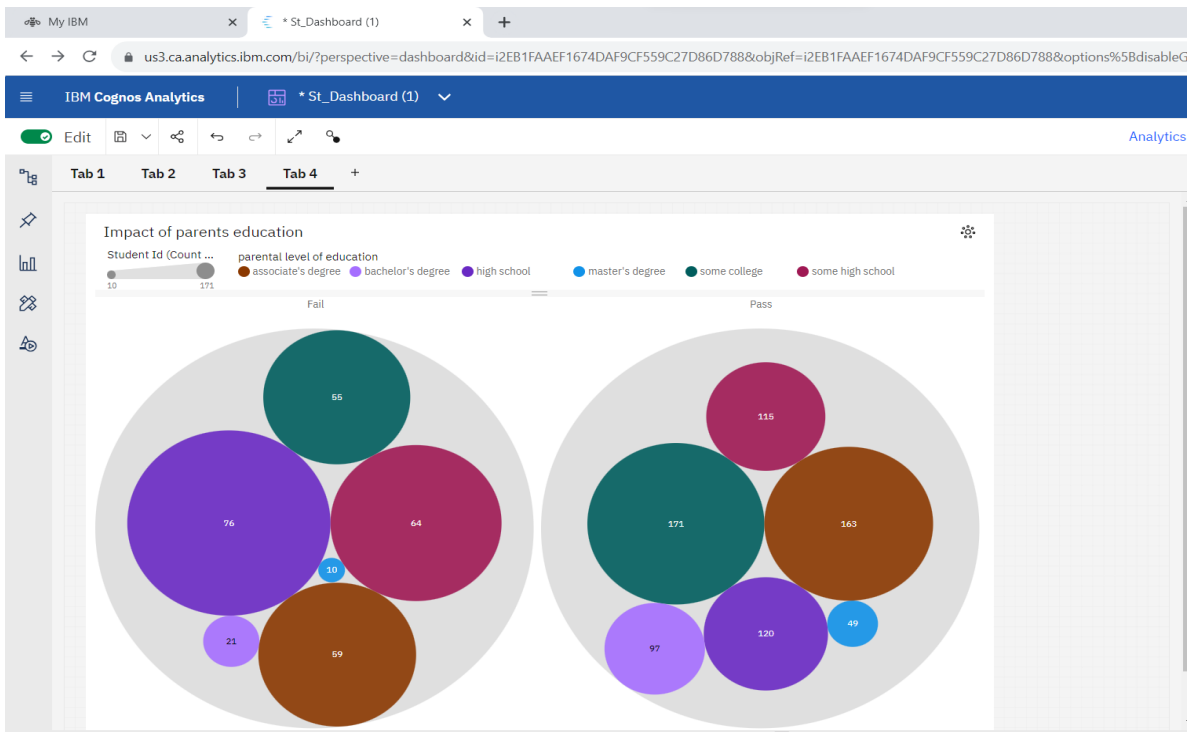 My IBM
* St_Dashboard (1)
us3.ca.analytics.ibm.com/bi/?perspective=dashboard&id=i2EB1FAAEF1674DAF9CF559C27D86D788&objRef=i2EB1FAAEF1674DAF9CF559C27D86D788&options%5BdisableG
IBM Cognos Analytics
* St_Dashboard (1)
Edit
Analytics
Tab 1 Tab 2 Tab 3 Tab 4 +
Impact of parents education
Student Id (Count ...
10 171
parental level of education
associate's degree bachelor's degree high school master's degree some college some high school
Fail Pass
55
76
64
10
21
59
115
171
163
49
97
120